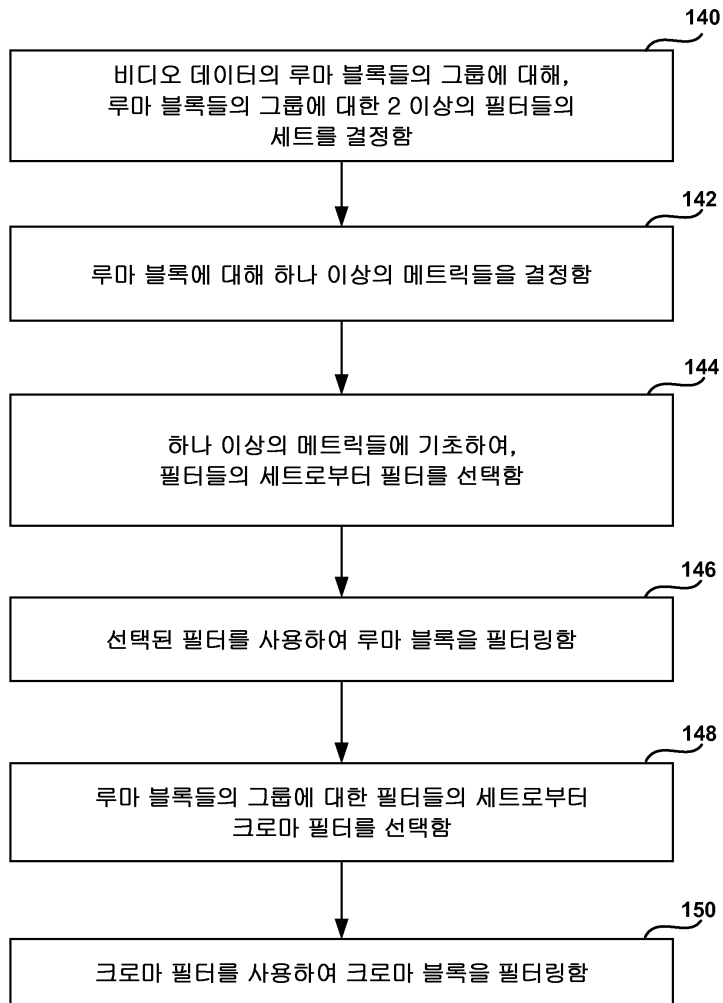 140
비디오 데이터의 루마 블록들의 그룹에 대해,
루마 블록들의 그룹에 대한 2 이상의 필터들의
세트를 결정함
142
루마 블록에 대해 하나 이상의 메트릭들을 결정함
144
하나 이상의 메트릭들에 기초하여,
필터들의 세트로부터 필터를 선택함
146
선택된 필터를 사용하여 루마 블록을 필터링함
148
루마 블록들의 그룹에 대한 필터들의 세트로부터
크로마 필터를 선택함
150
크로마 필터를 사용하여 크로마 블록을 필터링함